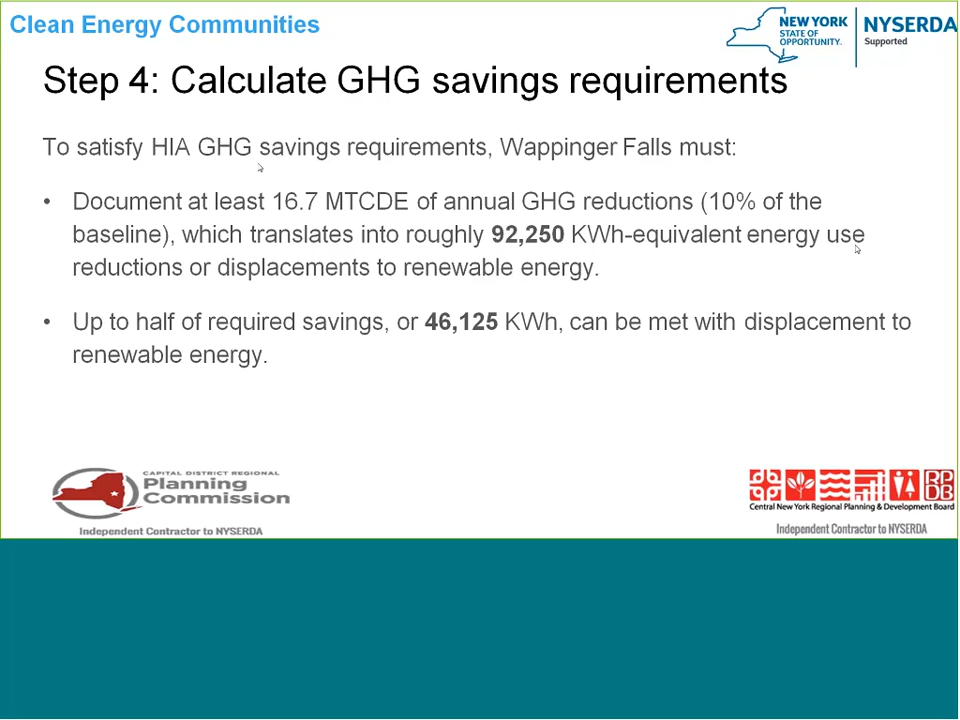 Clean Energy Communities
NEW YORK
STATE OF
OPPORTUNITY.
NYSERDA
Supported
Step 4: Calculate GHG savings requirements
To satisfy HIA GHG savings requirements, Wappinger Falls must:
• Document at least 16.7 MTCDE of annual GHG reductions (10% of the
baseline), which translates into roughly 92,250 KWh-equivalent energy use
reductions or displacements to renewable energy.
• Up to half of required savings, or 46,125 KWh, can be met with displacement to
renewable energy.
CAPITAL DISTRICT REGIONAL
Planning
Commission
Independent Contractor to NYSERDA
RP
DB
Central New York Regional Planning & Development Board
Independent Contractor to NYSERDA